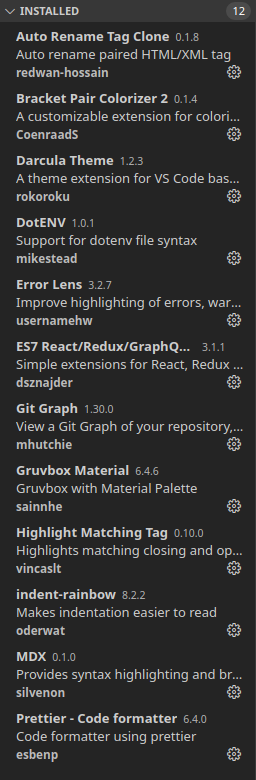 INSTALLED 12
Auto Rename Tag Clone 0.1.8
Auto rename paired HTML/XML tag
redwan-hossain
Bracket Pair Colorizer 2 0.1.4
A customizable extension for colori...
CoenraadS
Darcula Theme 1.2.3
A theme extension for VS Code bas...
rokoroku
DotENV 1.0.1
Support for dotenv file syntax
mikestead
Error Lens 3.2.7
Improve highlighting of errors, war...
usernamehw
ES7 React/Redux/GraphQ... 3.1.1
Simple extensions for React, Redux ...
dsznajder
Git Graph 1.30.0
View a Git Graph of your repository,...
mhutchie
Gruvbox Material 6.4.6
Gruvbox with Material Palette
sainnhe
Highlight Matching Tag 0.10.0
Highlights matching closing and op...
vincaslt
indent-rainbow 8.2.2
Makes indentation easier to read
oderwat
MDX 0.1.0
Provides syntax highlighting and br...
silvenon
Prettier - Code formatter 6.4.0
Code formatter using prettier
esbenp